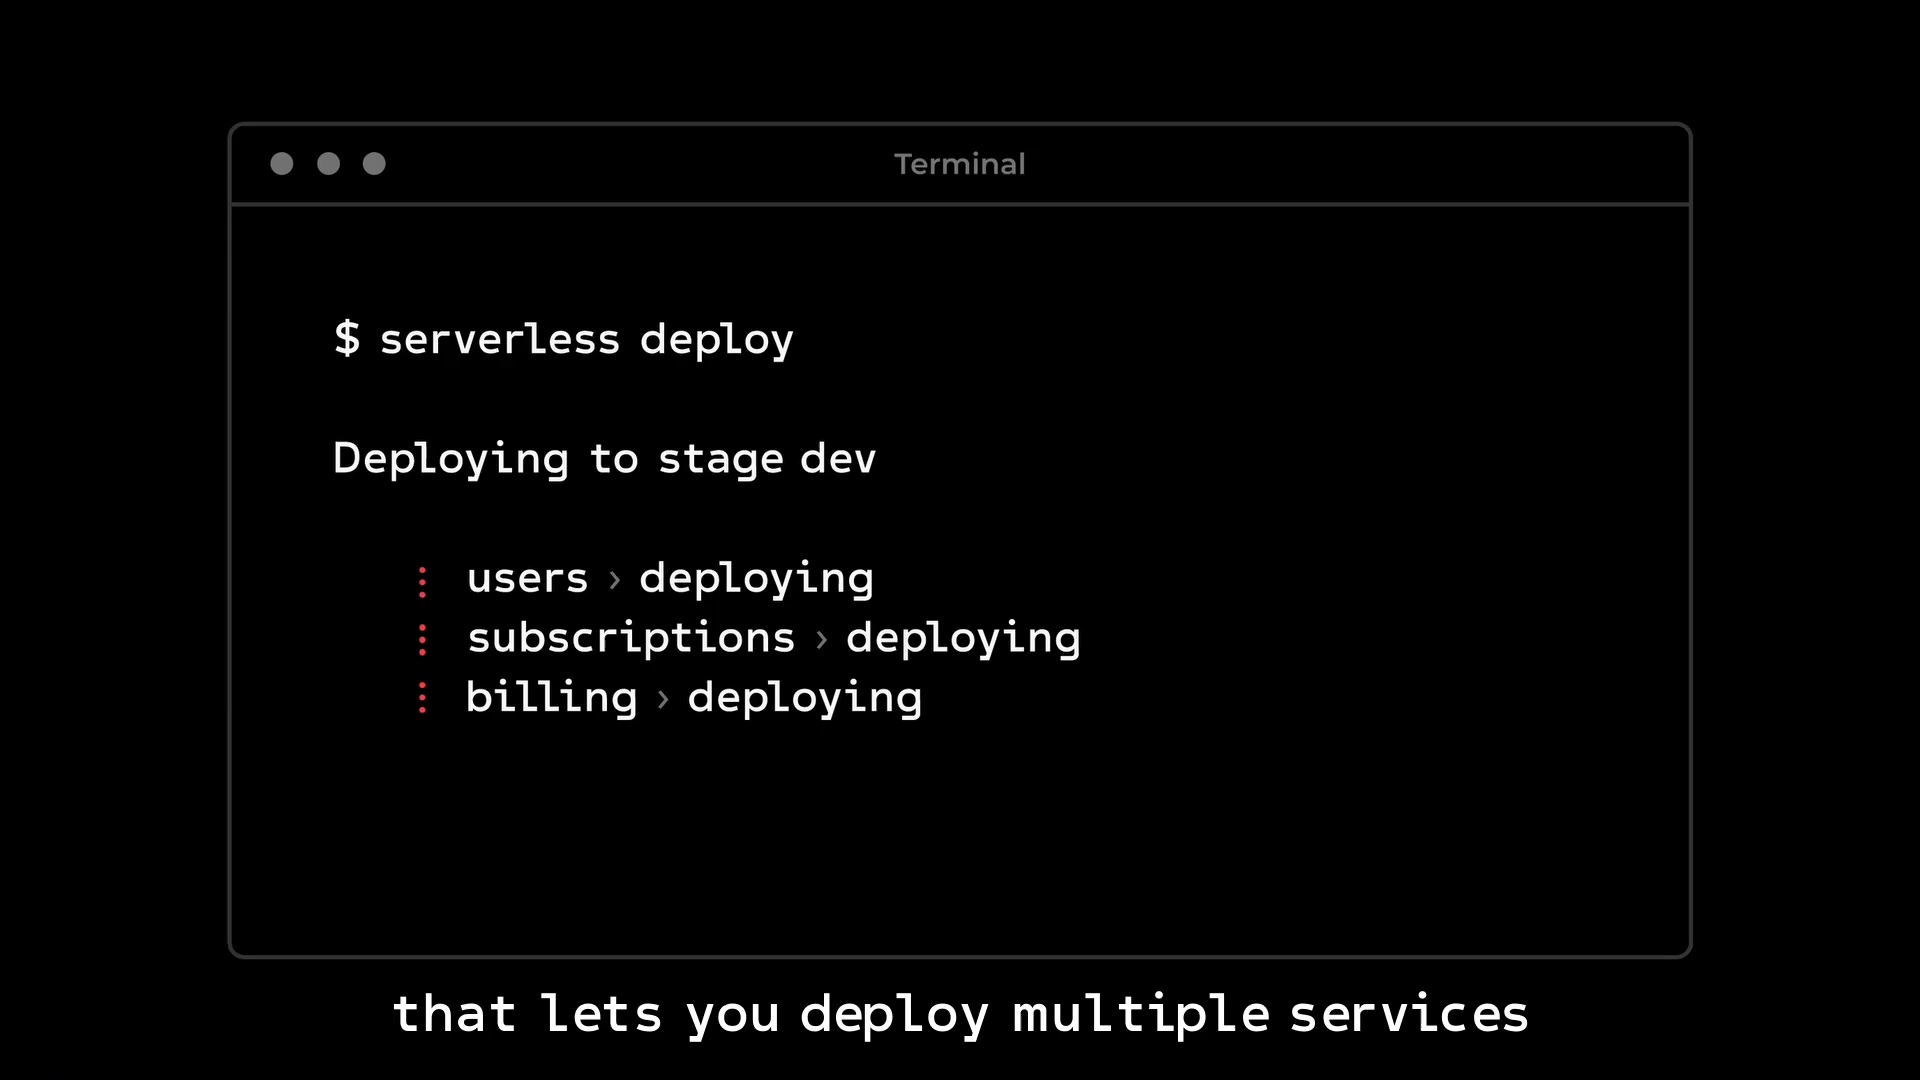 Terminal
$ serverless deploy
Deploying to stage dev
users › deploying
subscriptions › deploying
billing › deploying
that lets you deploy multiple services